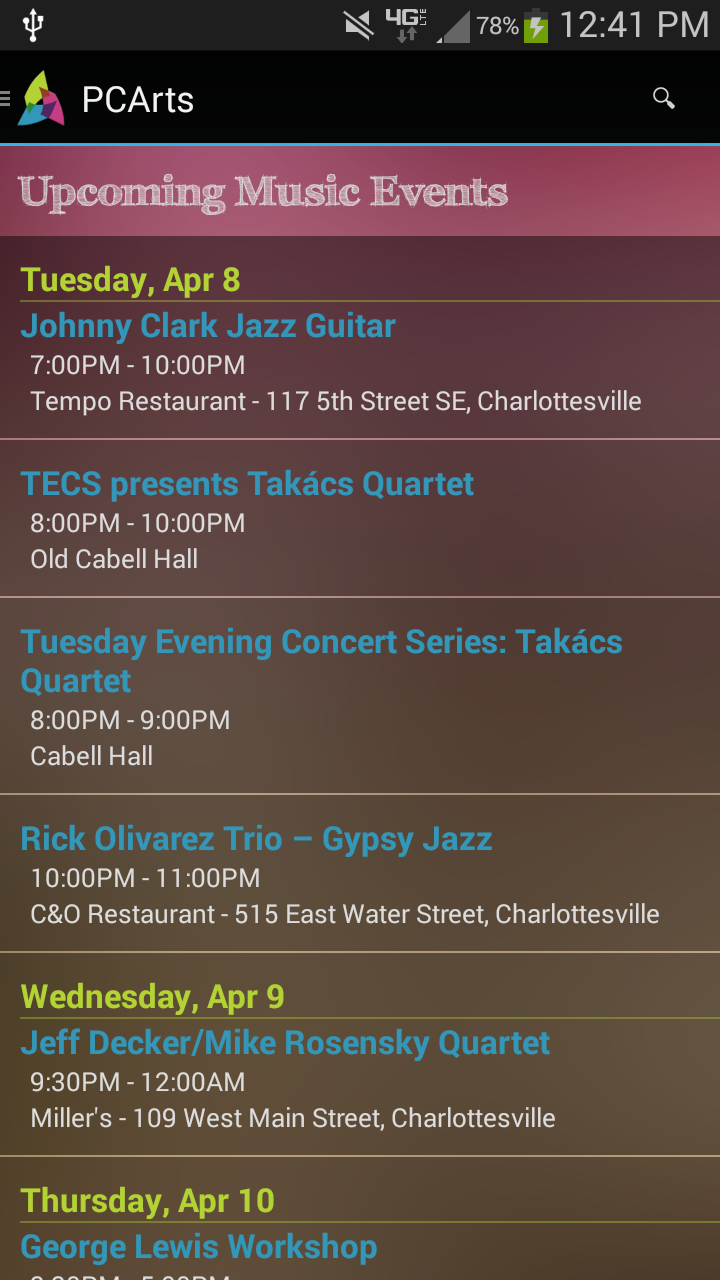 4G LTE 78% 12:41 PM
PCArts
Upcoming Music Events
Tuesday, Apr 8
Johnny Clark Jazz Guitar
7:00PM - 10:00PM
Tempo Restaurant - 117 5th Street SE, Charlottesville
TECS presents Takács Quartet
8:00PM - 10:00PM
Old Cabell Hall
Tuesday Evening Concert Series: Takács
Quartet
8:00PM - 9:00PM
Cabell Hall
Rick Olivarez Trio – Gypsy Jazz
10:00PM - 11:00PM
C&O Restaurant - 515 East Water Street, Charlottesville
Wednesday, Apr 9
Jeff Decker/Mike Rosensky Quartet
9:30PM - 12:00AM
Miller's - 109 West Main Street, Charlottesville
Thursday, Apr 10
George Lewis Workshop